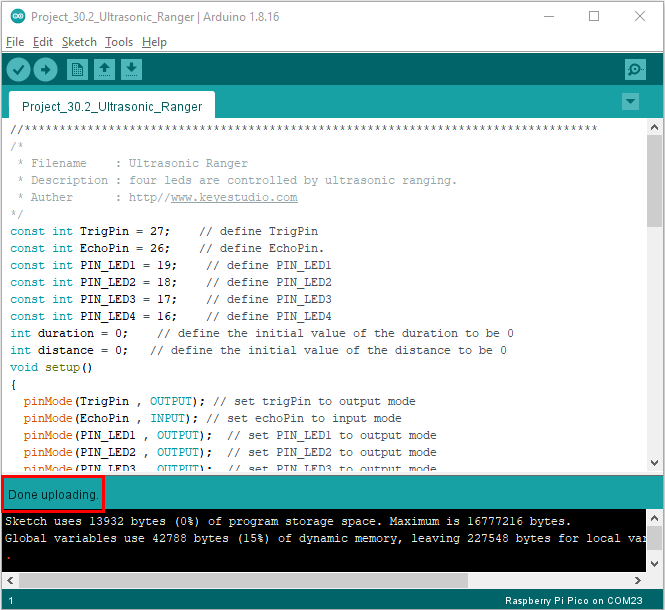 Project_30.2_Ultrasonic_Ranger | Arduino 1.8.16
File Edit Sketch Tools Help
Project_30.2_Ultrasonic_Ranger
//**********************************************************************************
/*
 * Filename    : Ultrasonic Ranger
 * Description : four leds are controlled by ultrasonic ranging.
 * Auther      : http//www.keyestudio.com
*/
const int TrigPin = 27;    // define TrigPin
const int EchoPin = 26;    // define EchoPin.
const int PIN_LED1 = 19;    // define PIN_LED1
const int PIN_LED2 = 18;    // define PIN_LED2
const int PIN_LED3 = 17;    // define PIN_LED3
const int PIN_LED4 = 16;    // define PIN_LED4
int duration = 0;    // define the initial value of the duration to be 0
int distance = 0;   // define the initial value of the distance to be 0
void setup()
{
  pinMode(TrigPin , OUTPUT); // set trigPin to output mode
  pinMode(EchoPin , INPUT); // set echoPin to input mode
  pinMode(PIN_LED1 , OUTPUT);  // set PIN_LED1 to output mode
  pinMode(PIN_LED2 , OUTPUT);  // set PIN_LED2 to output mode
  pinMode(PIN_LED3 , OUTPUT);  // set PIN_LED3 to output mode
Done uploading.
Sketch uses 13932 bytes (0%) of program storage space. Maximum is 16777216 bytes.
Global variables use 42788 bytes (15%) of dynamic memory, leaving 227548 bytes for local var
.
1 Raspberry Pi Pico on COM23